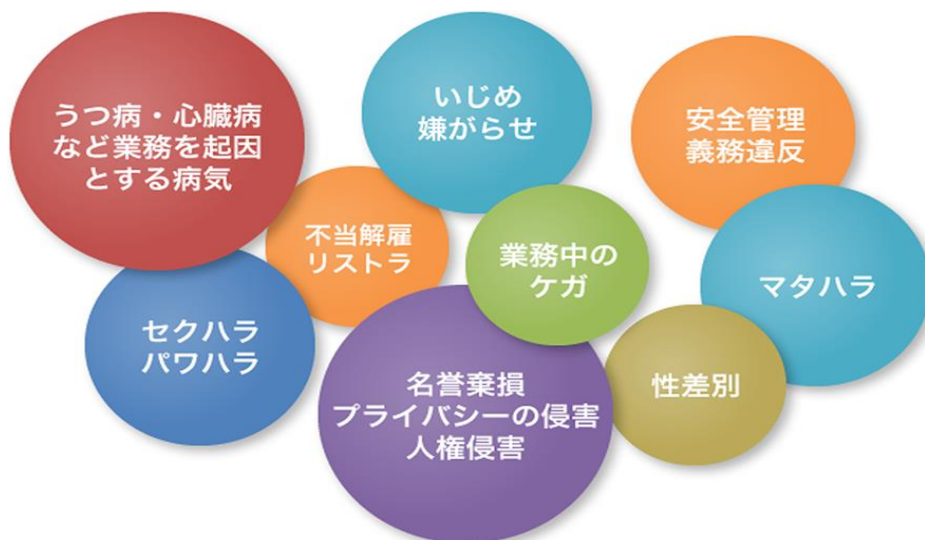 うつ病・心臓病
など業務を起因
とする病気
いじめ
嫌がらせ
安全管理
義務違反
不当解雇
リストラ
業務中の
ケガ
マタハラ
セクハラ
パワハラ
名誉棄損
プライバシーの侵害
人権侵害
性差別